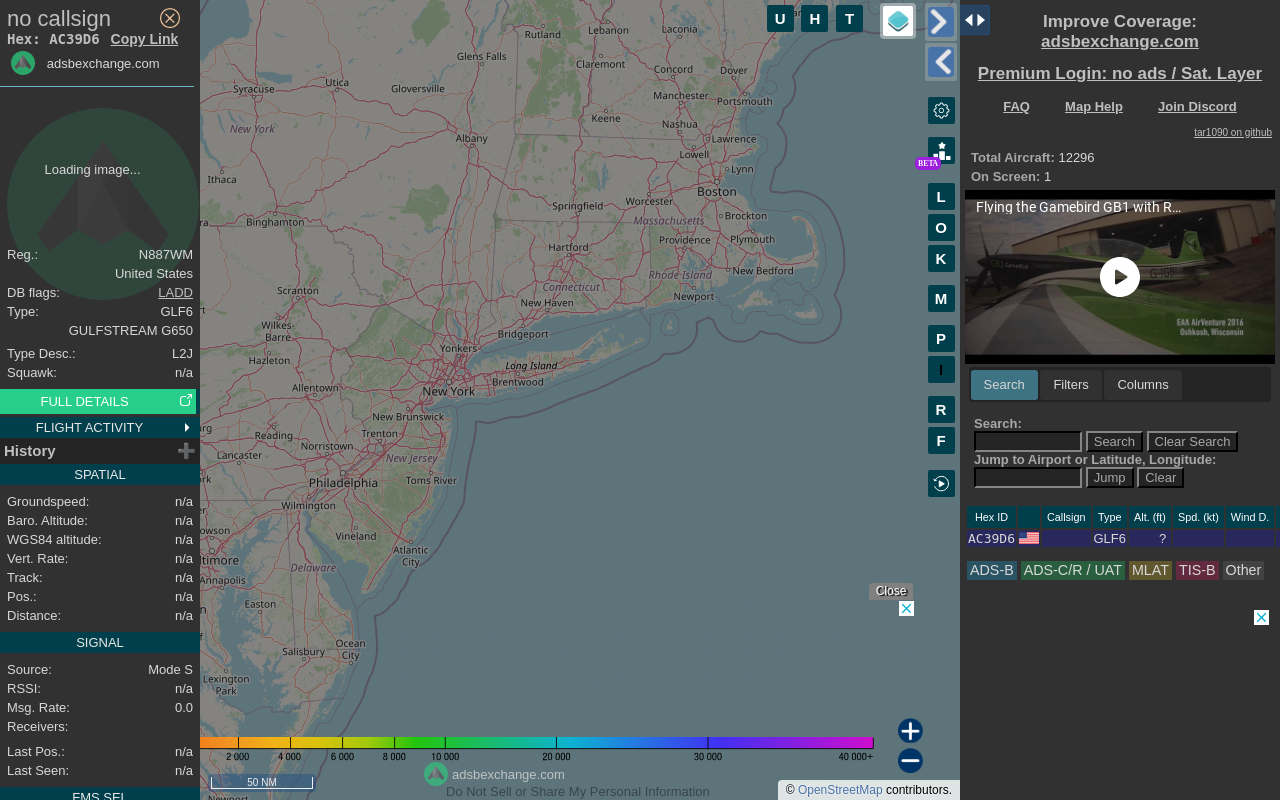 no callsign
Hex: AC39D6 Copy Link
adsbexchange.com
Loading image...
Reg.: N887WM
United States
DB flags: LADD
Type: GLF6
GULFSTREAM G650
Type Desc.: L2J
Squawk: n/a
FULL DETAILS
FLIGHT ACTIVITY
History
SPATIAL
Groundspeed: n/a
Baro. Altitude: n/a
WGS84 altitude: n/a
Vert. Rate: n/a
Track: n/a
Pos.: n/a
Distance: n/a
SIGNAL
Source: Mode S
RSSI: n/a
Msg. Rate: 0.0
Receivers:
Last Pos.: n/a
Last Seen: n/a
FMS SEL
U H T
BETA
L
O
K
M
P
I
R
F
Rutland
Lebanon
Laconia
Glens Falls
Claremont
Concord
Dover
Utica
Syracuse
Gloversville
Manchester
Portsmouth
Keene
Nashua
New York
Albany
Lawrence
Lowell
Lynn
Ithaca
Boston
Worcester
Springfield
Binghamton
Massachusetts
Brockton
Hartford
Providence
Plymouth
Rhode Island
New Bedford
Connecticut
Scranton
New Haven
Newport
Wilkes-
Barre
Bridgeport
Yonkers
Hazleton
Long Island
Brentwood
Allentown
New York
New Brunswick
Reading
Trenton
Norristown
Lancaster
New Jersey
Philadelphia
Toms River
Wilmington
Vineland
Atlantic
City
Delaware
Annapolis
Easton
Ocean
City
Salisbury
Lexington
Park
Close
2 000 4 000 6 000 8 000 10 000 20 000 30 000 40 000+
50 NM
adsbexchange.com
Do Not Sell or Share My Personal Information
© OpenStreetMap contributors.
Improve Coverage:
adsbexchange.com
Premium Login: no ads / Sat. Layer
FAQ Map Help Join Discord
tar1090 on github
Total Aircraft: 12296
On Screen: 1
Flying the Gamebird GB1 with R...
EAA AirVenture 2016
Oshkosh, Wisconsin
Search Filters Columns
Search:
Search Clear Search
Jump to Airport or Latitude, Longitude:
Jump Clear
Hex ID Callsign Type Alt. (ft) Spd. (kt) Wind D.
AC39D6 GLF6 ?
ADS-B ADS-C/R / UAT MLAT TIS-B Other